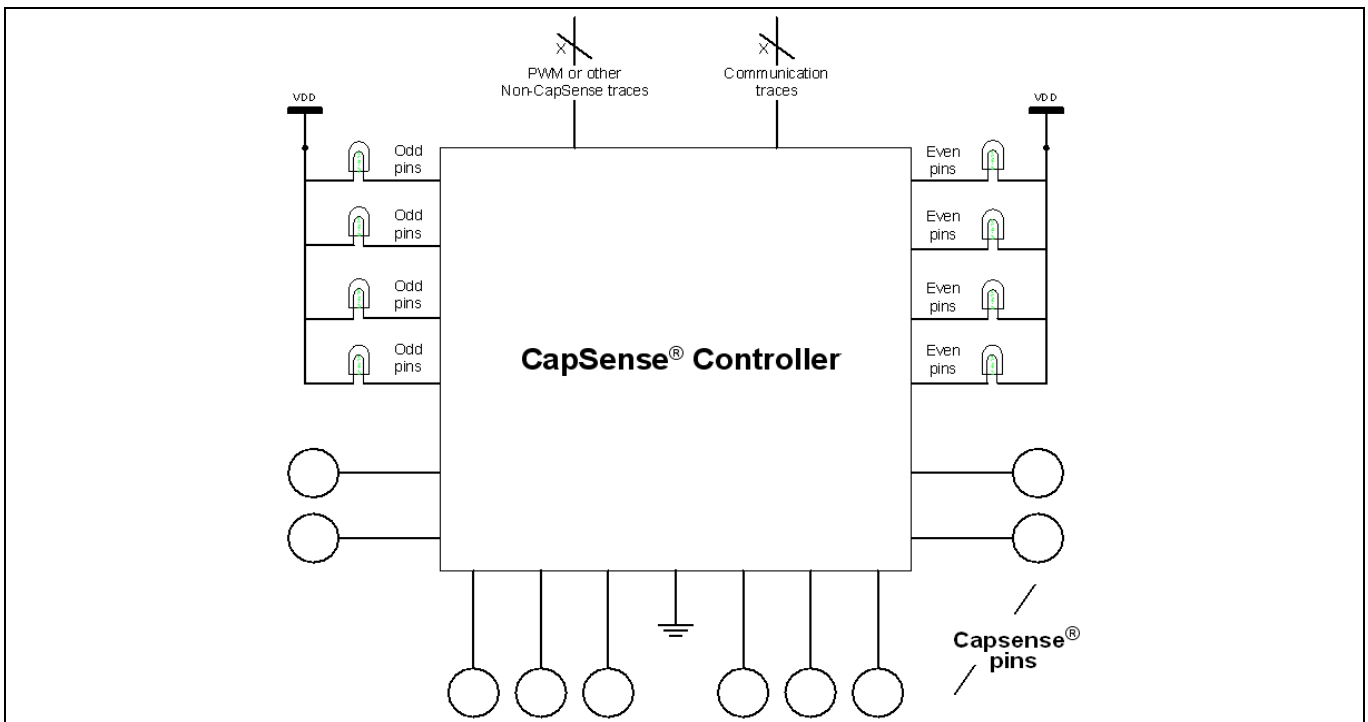 X
PWM or other
Non-CapSense traces
X
Communication
traces
VDD
VDD
Odd
pins
Even
pins
Odd
pins
Even
pins
Odd
pins
Even
pins
Odd
pins
Even
pins
CapSense® Controller
Capsense®
pins